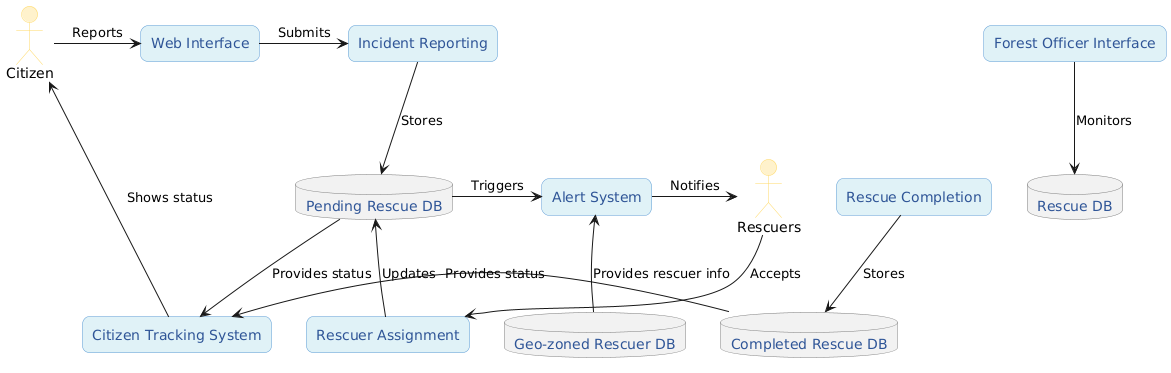 Reports
Submits
Web Interface
Incident Reporting
Forest Officer Interface
Citizen
Stores
Monitors
Shows status
Triggers
Notifies
Pending Rescue DB
Alert System
Rescuers
Rescue Completion
Rescue DB
Provides status
Updates
Provides status
Provides rescuer info
Accepts
Stores
Citizen Tracking System
Rescuer Assignment
Geo-zoned Rescuer DB
Completed Rescue DB